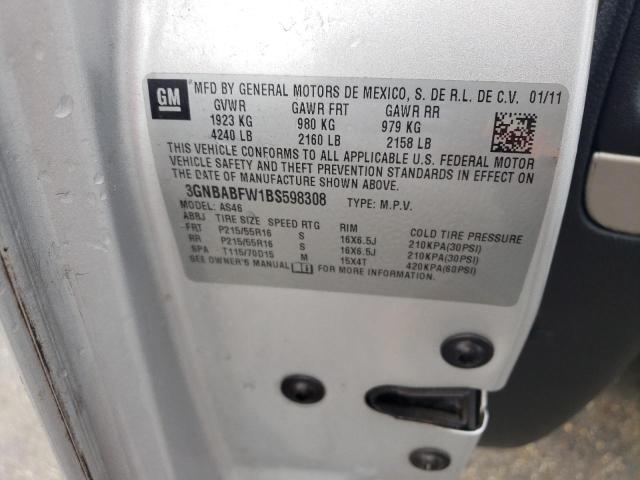 GM
MFD BY GENERAL MOTORS DE MEXICO, S. DE R.L. DE C.V. 01/11
GVWR GAWR FRT GAWR RR
1923 KG 980 KG 979 KG
4240 LB 2160 LB 2158 LB
THIS VEHICLE CONFORMS TO ALL APPLICABLE U.S. FEDERAL MOTOR
VEHICLE SAFETY AND THEFT PREVENTION STANDARDS IN EFFECT ON
THE DATE OF MANUFACTURE SHOWN ABOVE.
3GNBABFW1BS598308 TYPE: M.P.V.
MODEL: AS46
ABBJ TIRE SIZE SPEED RTG RIM COLD TIRE PRESSURE
FRT P215/55R16 S 16X6.5J 210KPA(30PSI)
RR P215/55R16 S 16X6.5J 210KPA(30PSI)
SPA T115/70D15 M 15X4T 420KPA(60PSI)
SEE OWNER'S MANUAL FOR MORE INFORMATION.